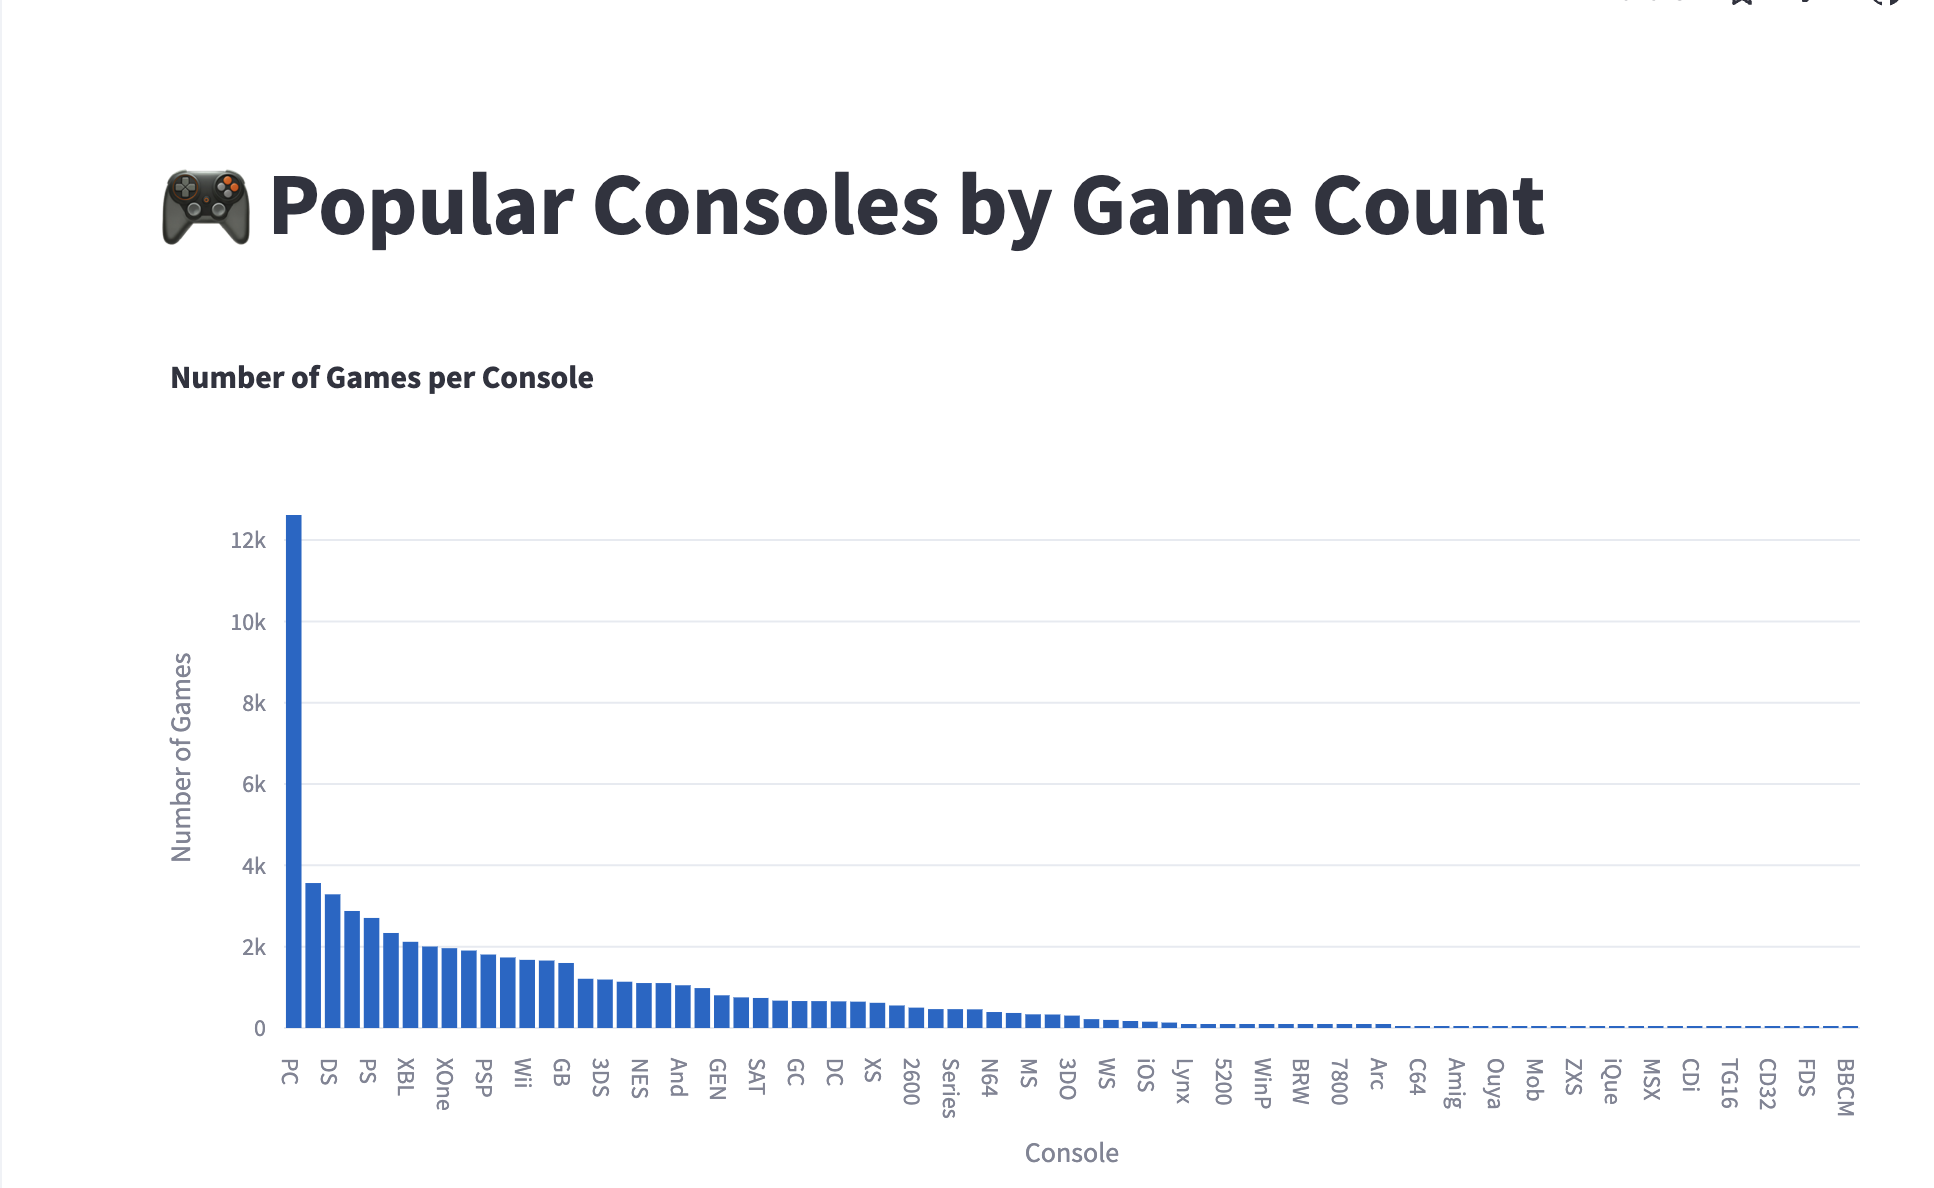 Popular Consoles by Game Count
Number of Games per Console
12k
10k
8k
6k
4k
2k
0
Number of Games
PC
DS
PS
XBL
XOne
PSP
Wii
GB
3DS
NES
And
GEN
SAT
GC
DC
XS
2600
Series
N64
MS
3DO
WS
iOS
Lynx
5200
WinP
BRW
7800
Arc
C64
Amig
Ouya
Mob
ZXS
iQue
MSX
CDi
TG16
CD32
FDS
BBCM
Console